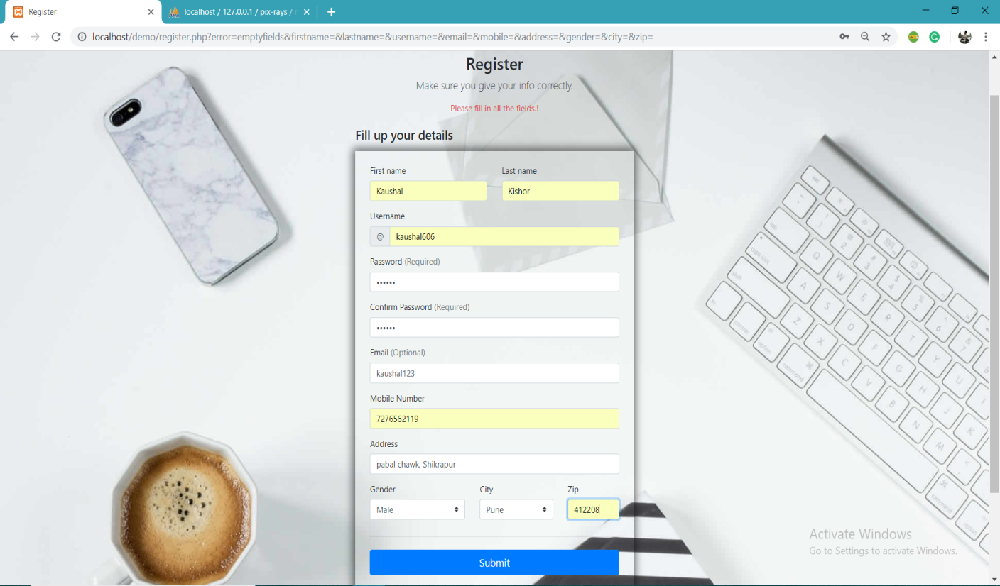 Register
localhost / 127.0.0.1 / pix-rays /
localhost/demo/register.php?error=emptyfields&firstname=&lastname=&username=&email=&mobile=&address=&gender=&city=&zip=
Register
Make sure you give your info correctly.
Please fill in all the fields.!
Fill up your details
First name Last name
Kaushal Kishor
Username
@ kaushal606
Password (Required)
••••••
Confirm Password (Required)
••••••
Email (Optional)
kaushal123
Mobile Number
7276562119
Address
pabal chawk, Shikrapur
Gender City Zip
Male Pune 412208
Submit
Activate Windows
Go to Settings to activate Windows.